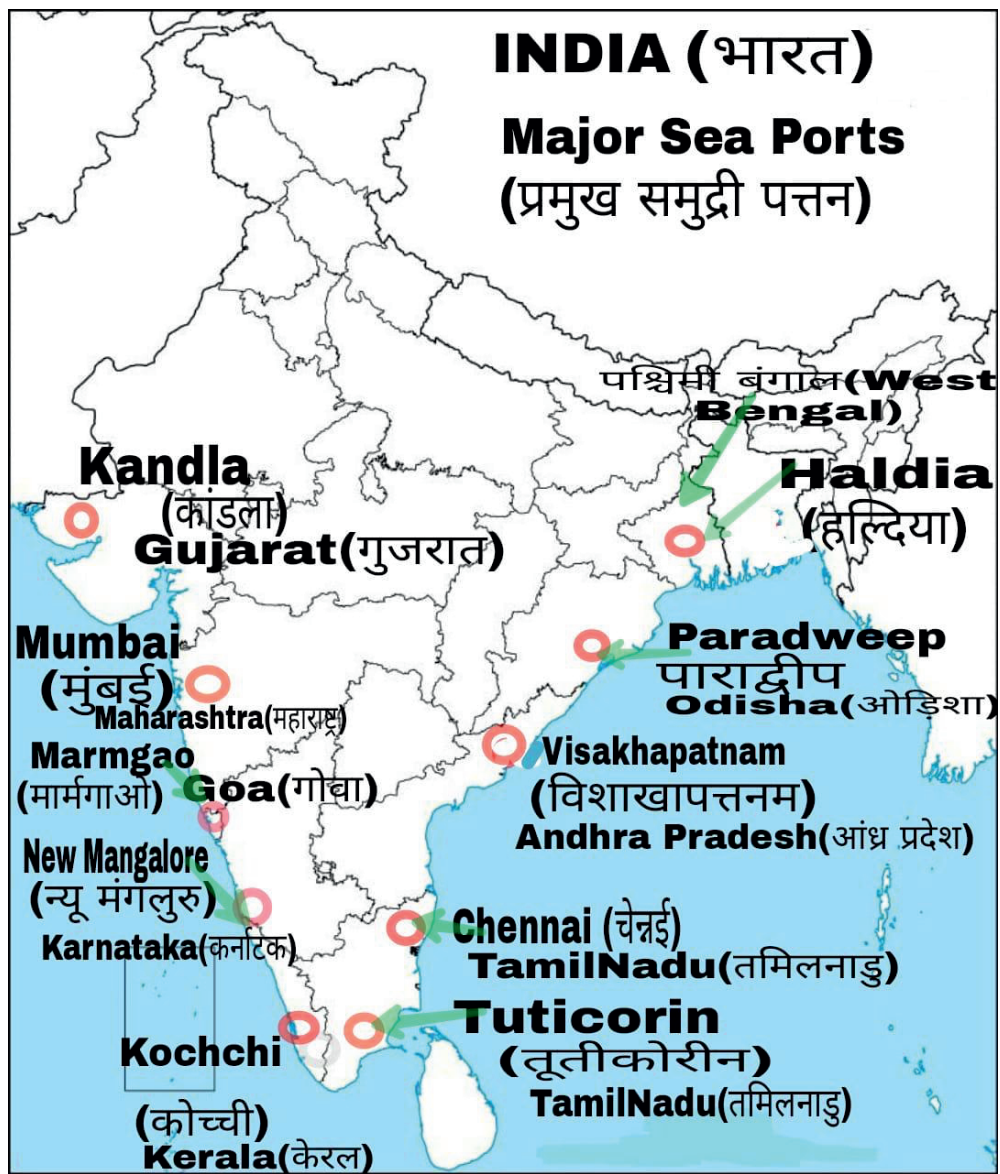 INDIA (भारत)
Major Sea Ports
(प्रमुख समुद्री पत्तन)
पश्चिमी बंगाल(West
Bengal)
Kandla
(कांडला)
Gujarat(गुजरात)
Haldia
(हल्दिया)
Mumbai
(मुंबई)
Maharashtra(महाराष्ट्र)
Paradweep
पाराद्वीप
Odisha(ओड़िशा)
Marmgao
(मार्मगाओ)
Goa(गोवा)
Visakhapatnam
(विशाखापत्तनम)
Andhra Pradesh(आंध्र प्रदेश)
New Mangalore
(न्यू मंगलुरु)
Karnataka(कर्नाटक)
Chennai (चेन्नई)
TamilNadu(तमिलनाडु)
Tuticorin
(तूतीकोरीन)
TamilNadu(तमिलनाडु)
Kochchi
(कोच्ची)
Kerala(केरल)